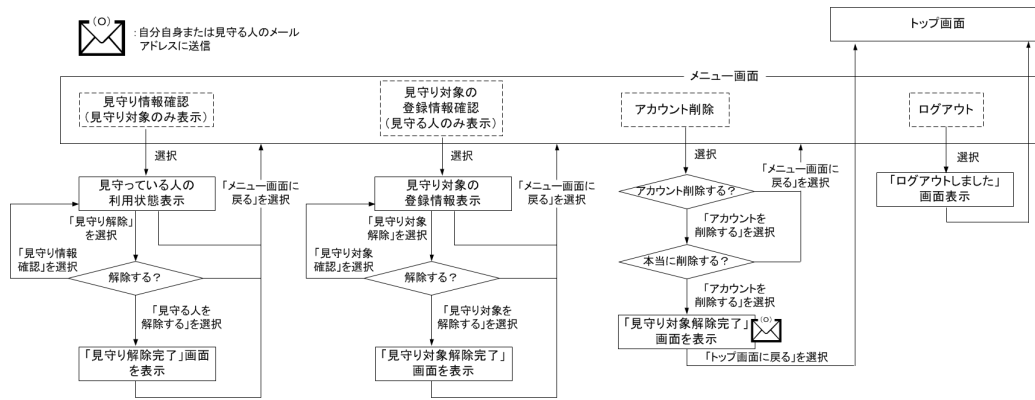 (O)
:自分自身または見守る人のメール
アドレスに送信
トップ画面
メニュー画面
見守り情報確認
(見守り対象のみ表示)
見守り対象の
登録情報確認
(見守る人のみ表示)
アカウント削除
ログアウト
選択
選択
選択
選択
見守っている人の
利用状態表示
「メニュー画面に
戻る」を選択
見守り対象の
登録情報表示
「メニュー画面に
戻る」を選択
アカウント削除する?
「メニュー画面に
戻る」を選択
「ログアウトしました」
画面表示
「見守り解除」
を選択
「見守り情報
確認」を選択
解除する?
「見守り対象
解除」を選択
「見守り対象
確認」を選択
解除する?
「アカウントを
削除する」を選択
本当に削除する?
「見守る人を
解除する」を選択
「見守り対象を
解除する」を選択
「アカウントを
削除する」を選択
「見守り解除完了」画面
を表示
「見守り対象解除完了」
画面を表示
「見守り対象解除完了」
画面を表示
(O)
「トップ画面に戻る」を選択